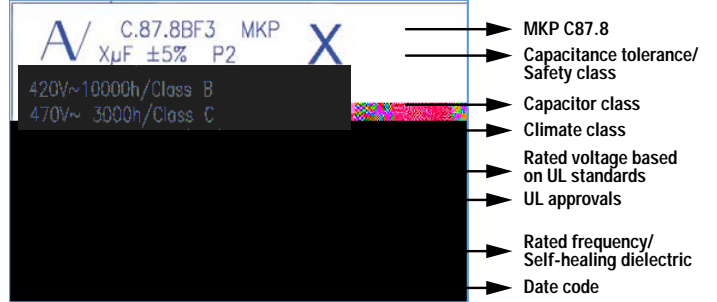 C.87.8BF3 MKP X
XµF ±5% P2
420V~10000h/Class B
470V~ 3000h/Class C
MKP C87.8
Capacitance tolerance/
Safety class
Capacitor class
Climate class
Rated voltage based
on UL standards
UL approvals
Rated frequency/
Self-healing dielectric
Date code